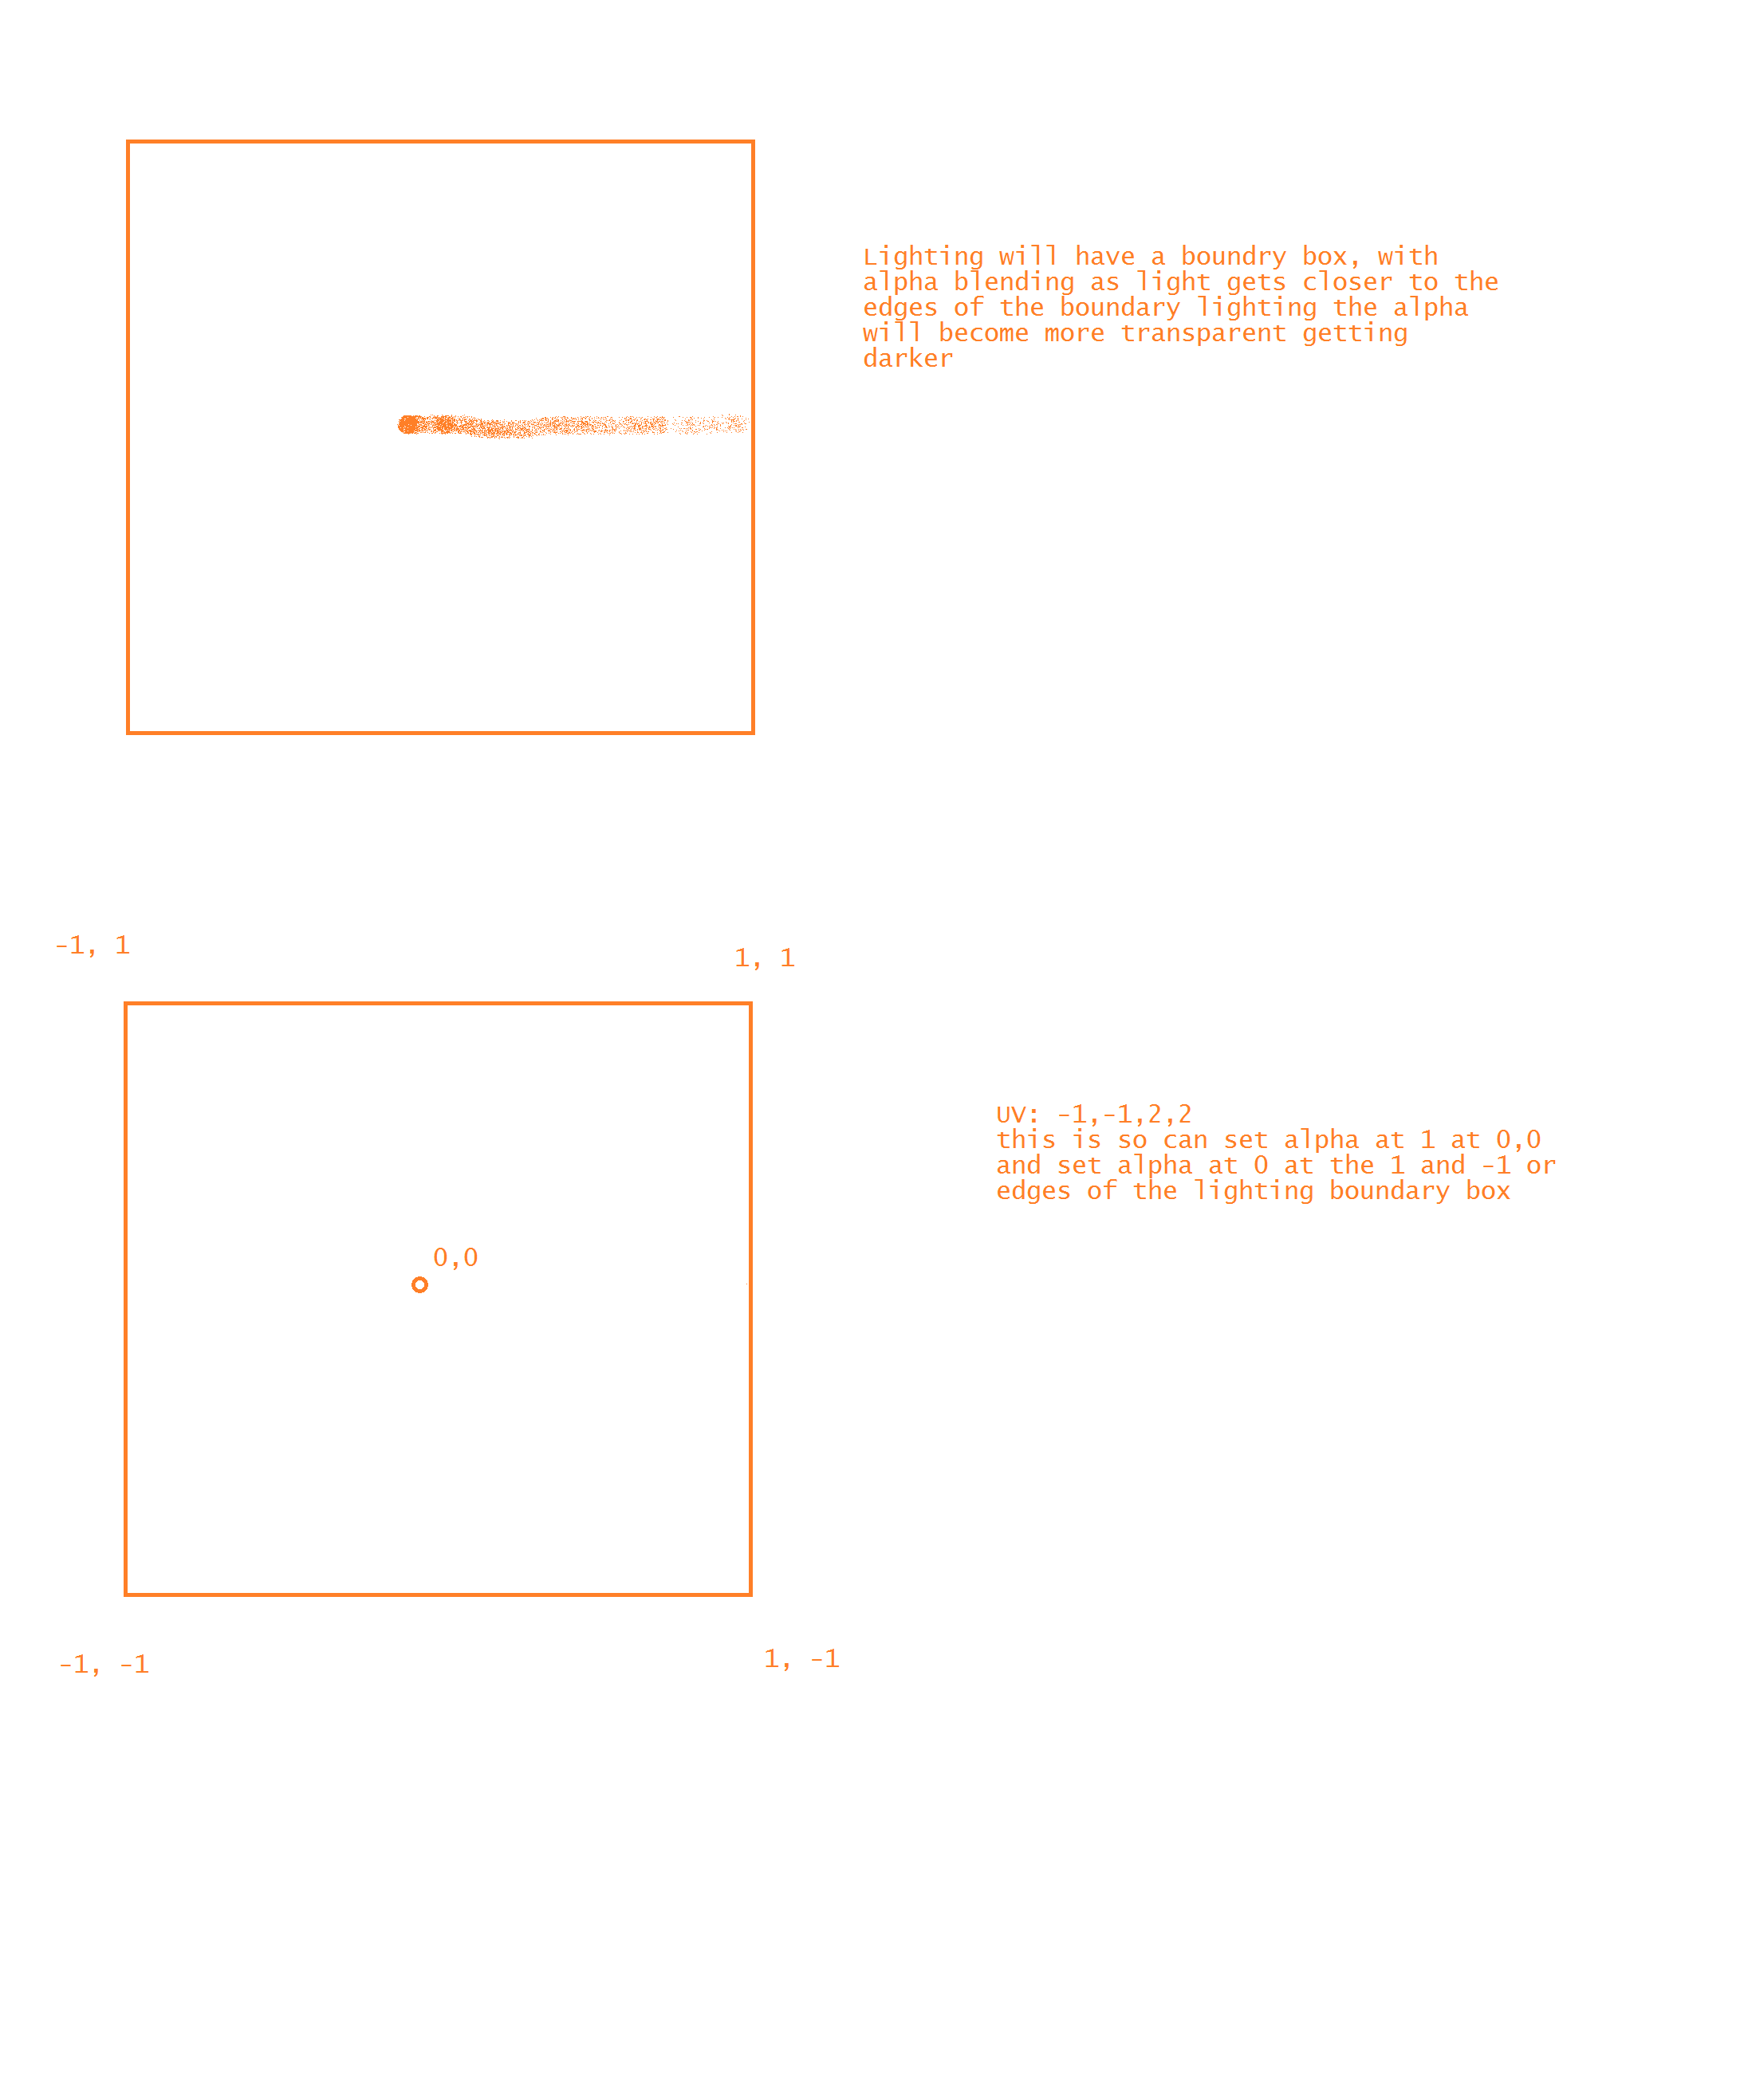 Lighting will have a boundry box, with
alpha blending as light gets closer to the
edges of the boundary lighting the alpha
will become more transparent getting
darker
-1, 1
1, 1
UV: -1,-1,2,2
this is so can set alpha at 1 at 0,0
and set alpha at 0 at the 1 and -1 or
edges of the lighting boundary box
0,0
-1, -1
1, -1